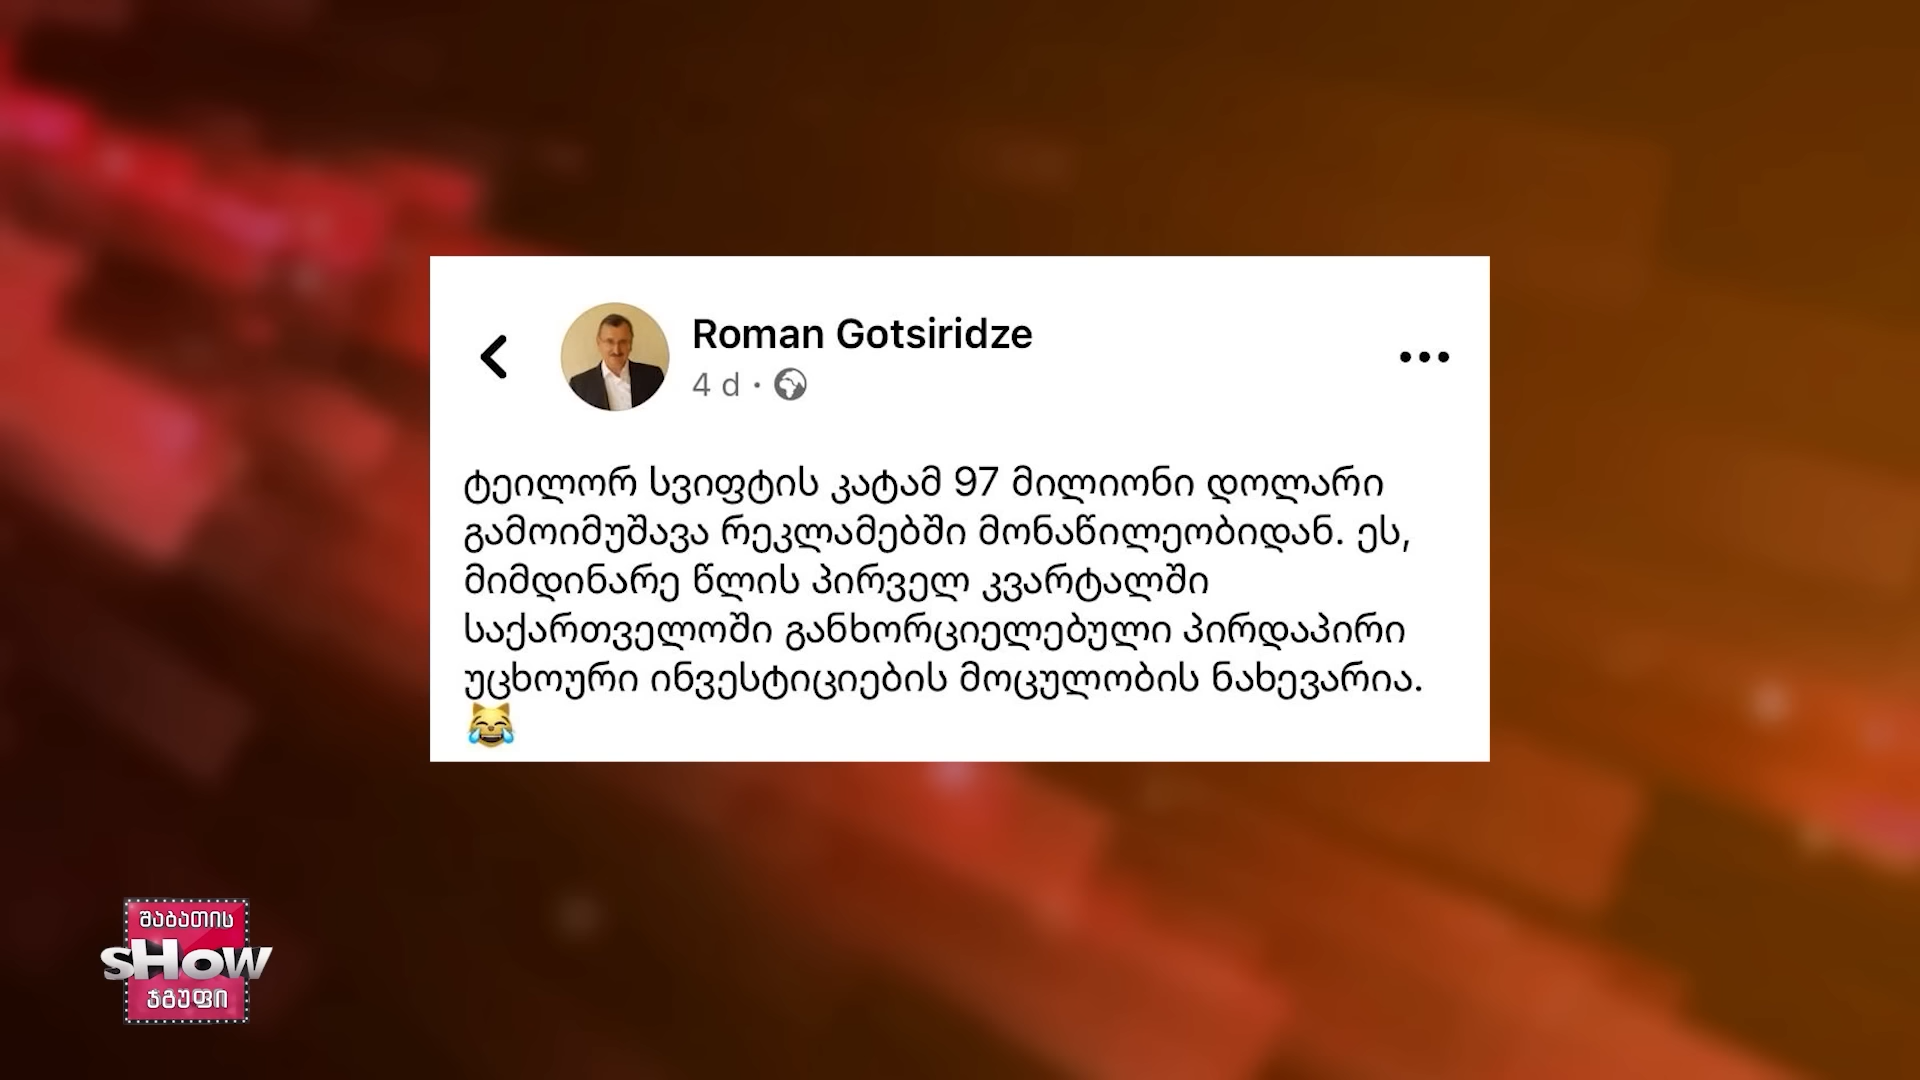 Roman Gotsiridze
4 d ·
ტეილორ სვიფტის კატამ 97 მილიონი დოლარი
გამოიმუშავა რეკლამებში მონაწილეობიდან. ეს,
მიმდინარე წლის პირველ კვარტალში
საქართველოში განხორციელებული პირდაპირი
უცხოური ინვესტიციების მოცულობის ნახევარია.
😹
შაბათის
sHow
ჯგუფი